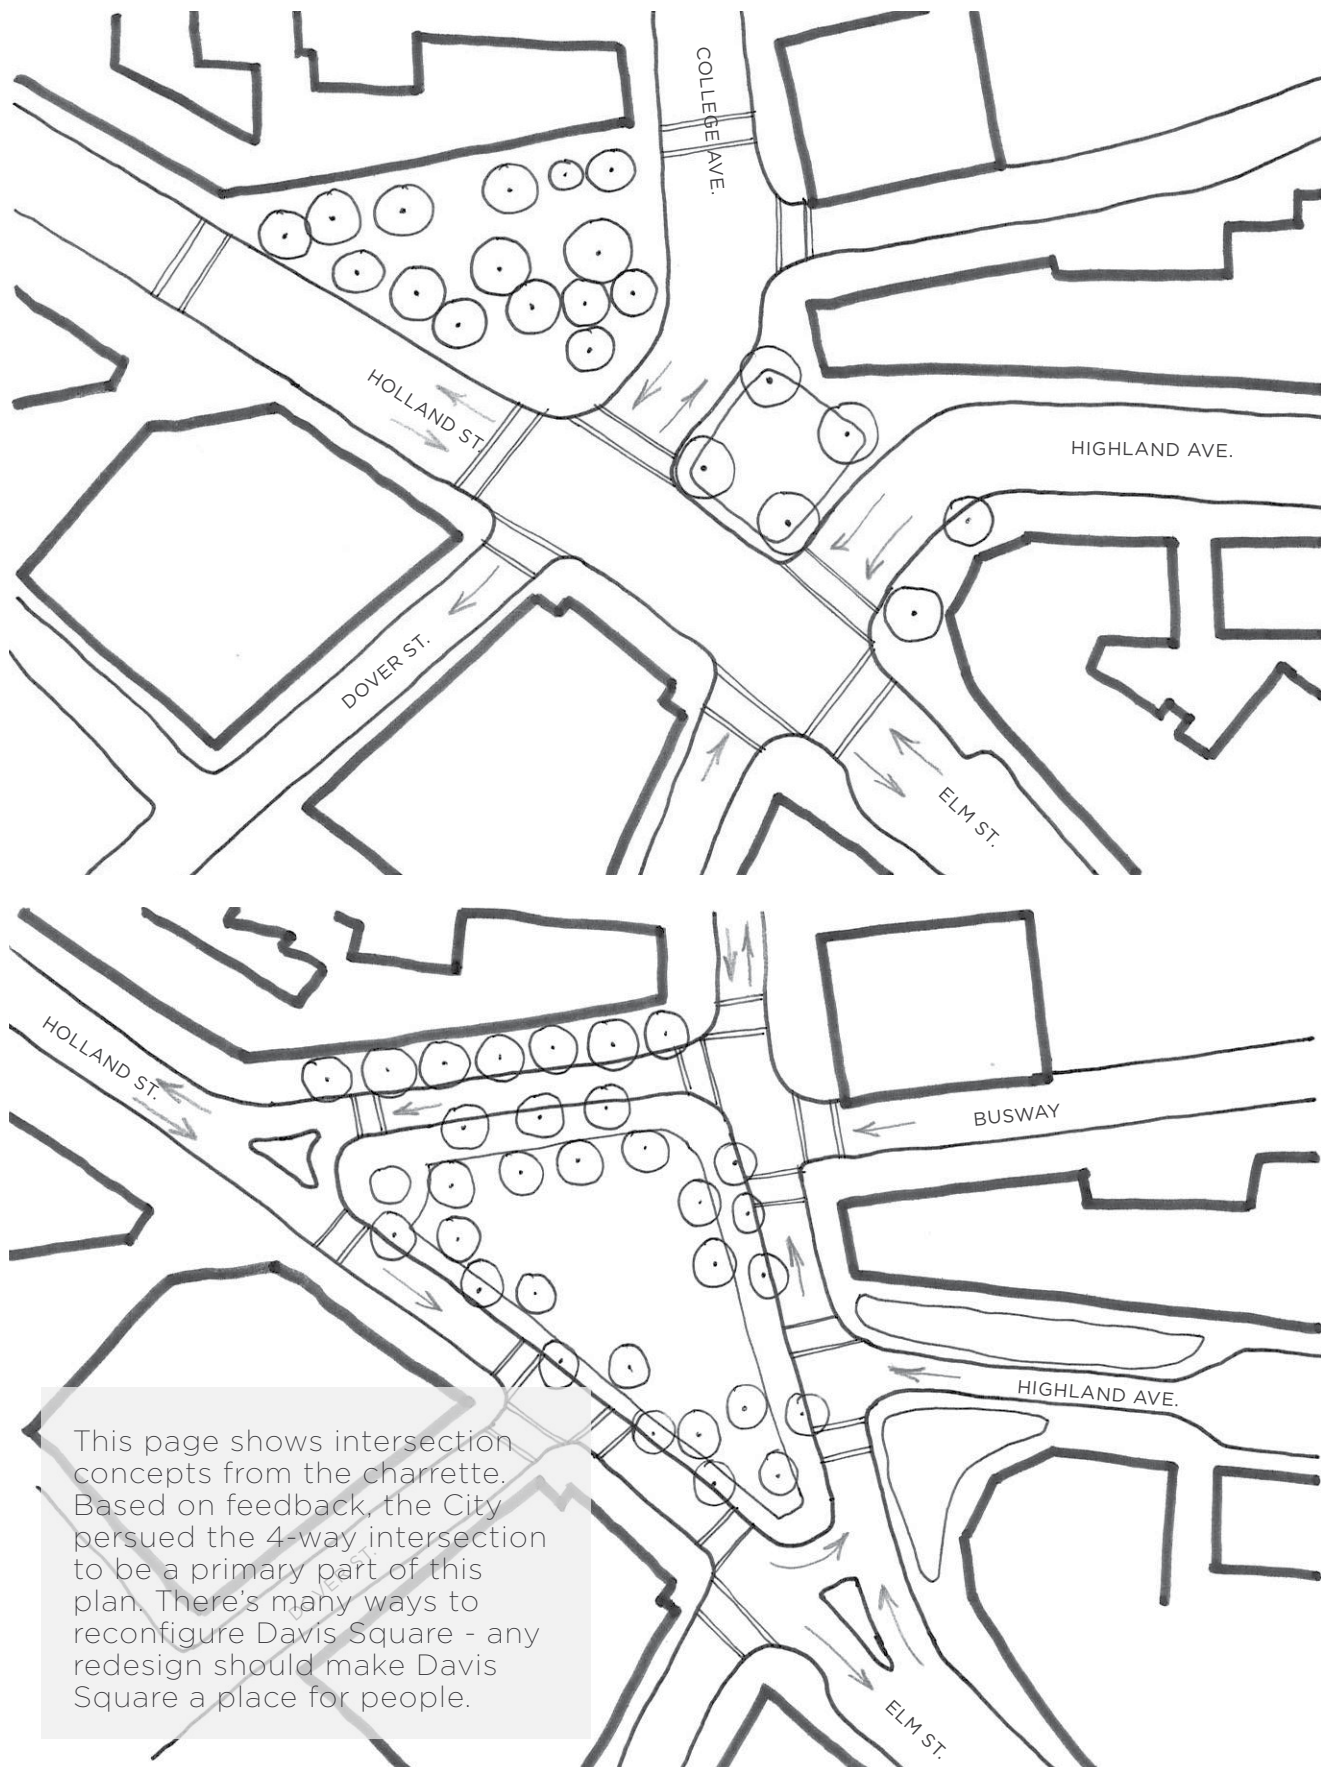 COLLEGE AVE.
HOLLAND ST.
HIGHLAND AVE.
DOVER ST.
ELM ST.
HOLLAND ST.
BUSWAY
HIGHLAND AVE.
This page shows intersection
concepts from the charrette.
Based on feedback, the City
persued the 4-way intersection
to be a primary part of this
plan. There's many ways to
reconfigure Davis Square - any
redesign should make Davis
Square a place for people.
DOVER ST.
ELM ST.